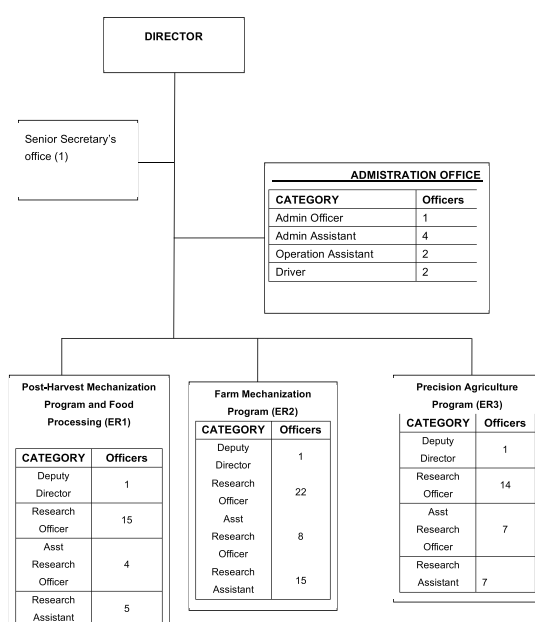 DIRECTOR
Senior Secretary's
office (1)
ADMISTRATION OFFICE
CATEGORY Officers
Admin Officer 1
Admin Assistant 4
Operation Assistant 2
Driver 2
Post-Harvest Mechanization
Program and Food
Processing (ER1)
CATEGORY Officers
Deputy
Director 1
Research
Officer 15
Asst
Research
Officer 4
Research
Assistant 5
Farm Mechanization
Program (ER2)
CATEGORY Officers
Deputy
Director 1
Research
Officer 22
Asst
Research
Officer 8
Research
Assistant 15
Precision Agriculture
Program (ER3)
CATEGORY Officers
Deputy
Director 1
Research
Officer 14
Asst
Research
Officer 7
Research
Assistant 7